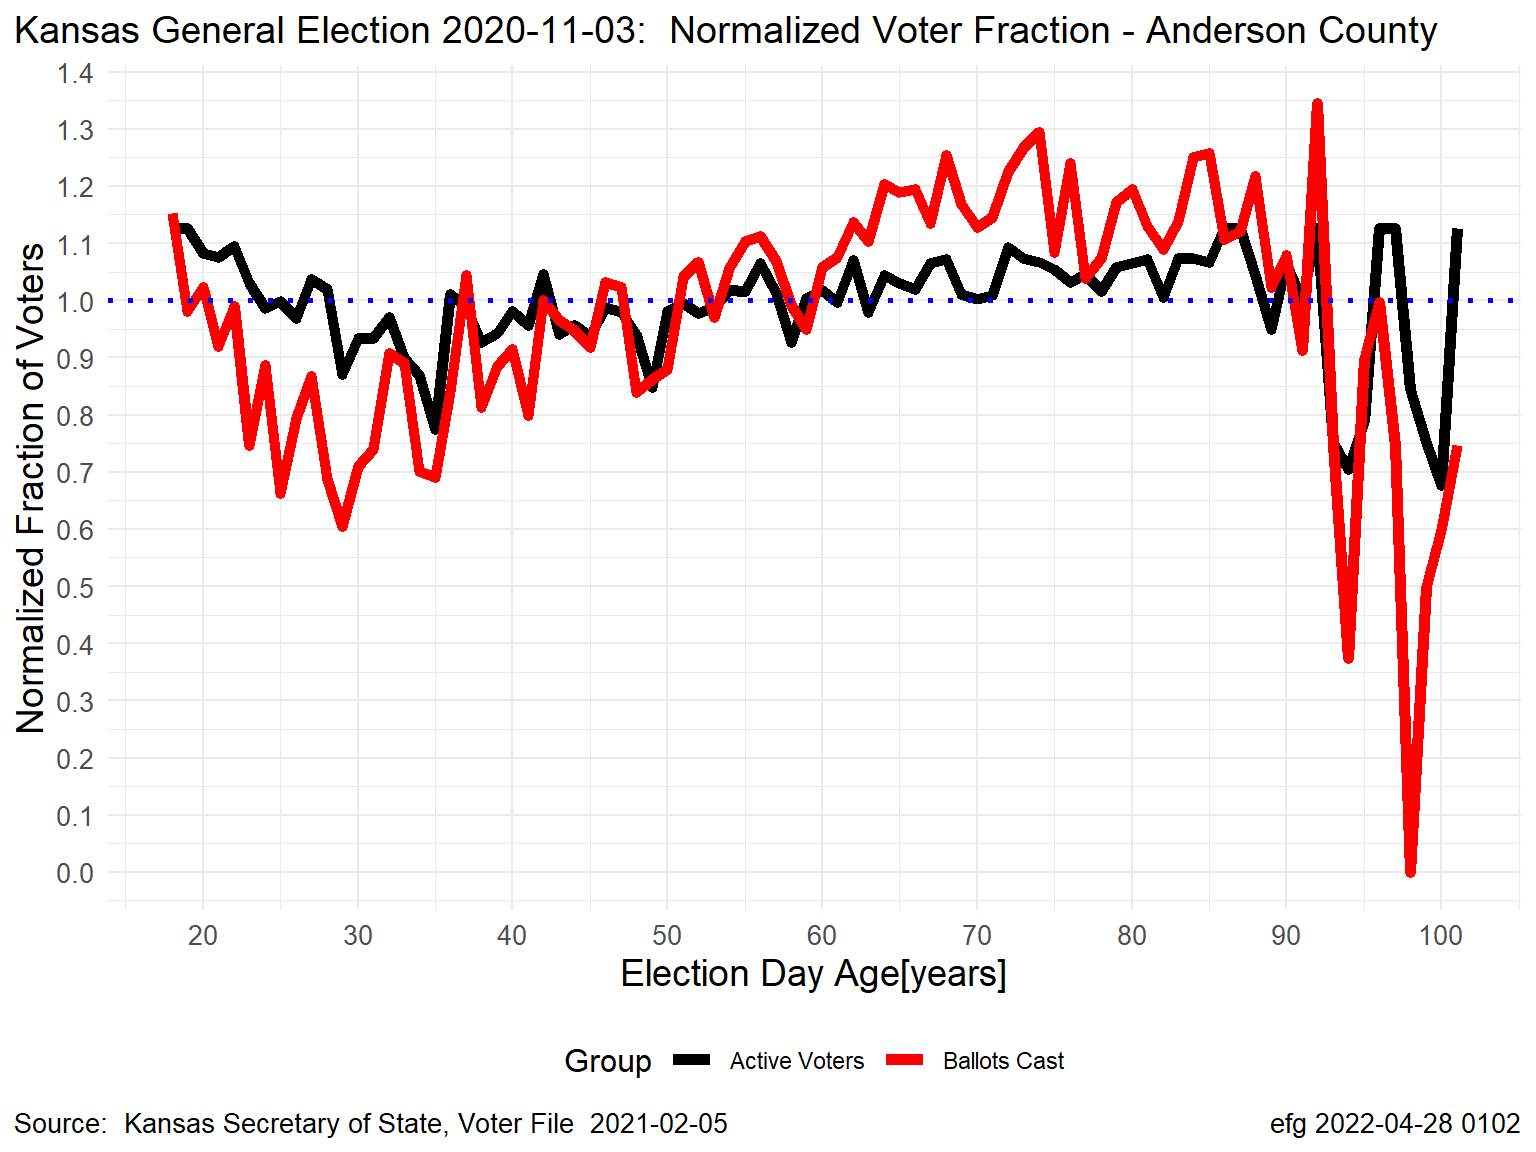 Kansas General Election 2020-11-03:  Normalized Voter Fraction - Anderson County
Normalized Fraction of Voters
1.4
1.3
1.2
1.1
1.0
0.9
0.8
0.7
0.6
0.5
0.4
0.3
0.2
0.1
0.0
20 30 40 50 60 70 80 90 100
Election Day Age[years]
Group Active Voters Ballots Cast
Source:  Kansas Secretary of State, Voter File  2021-02-05
efg 2022-04-28 0102